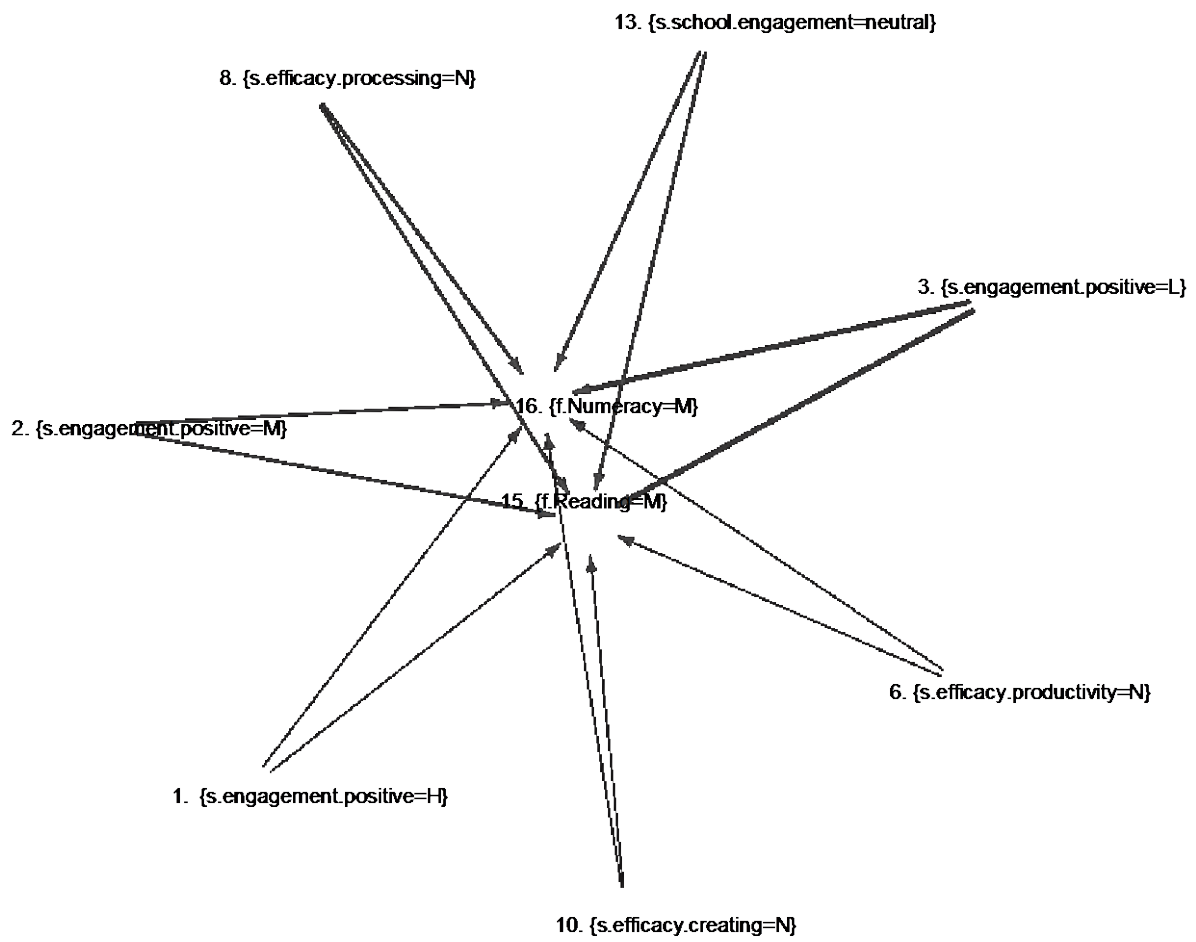 13. {s.school.engagement=neutral}
8. {s.efficacy.processing=N}
3. {s.engagement.positive=L}
16. {f.Numeracy=M}
2. {s.engagement.positive=M}
15. {f.Reading=M}
6. {s.efficacy.productivity=N}
1. {s.engagement.positive=H}
10. {s.efficacy.creating=N}